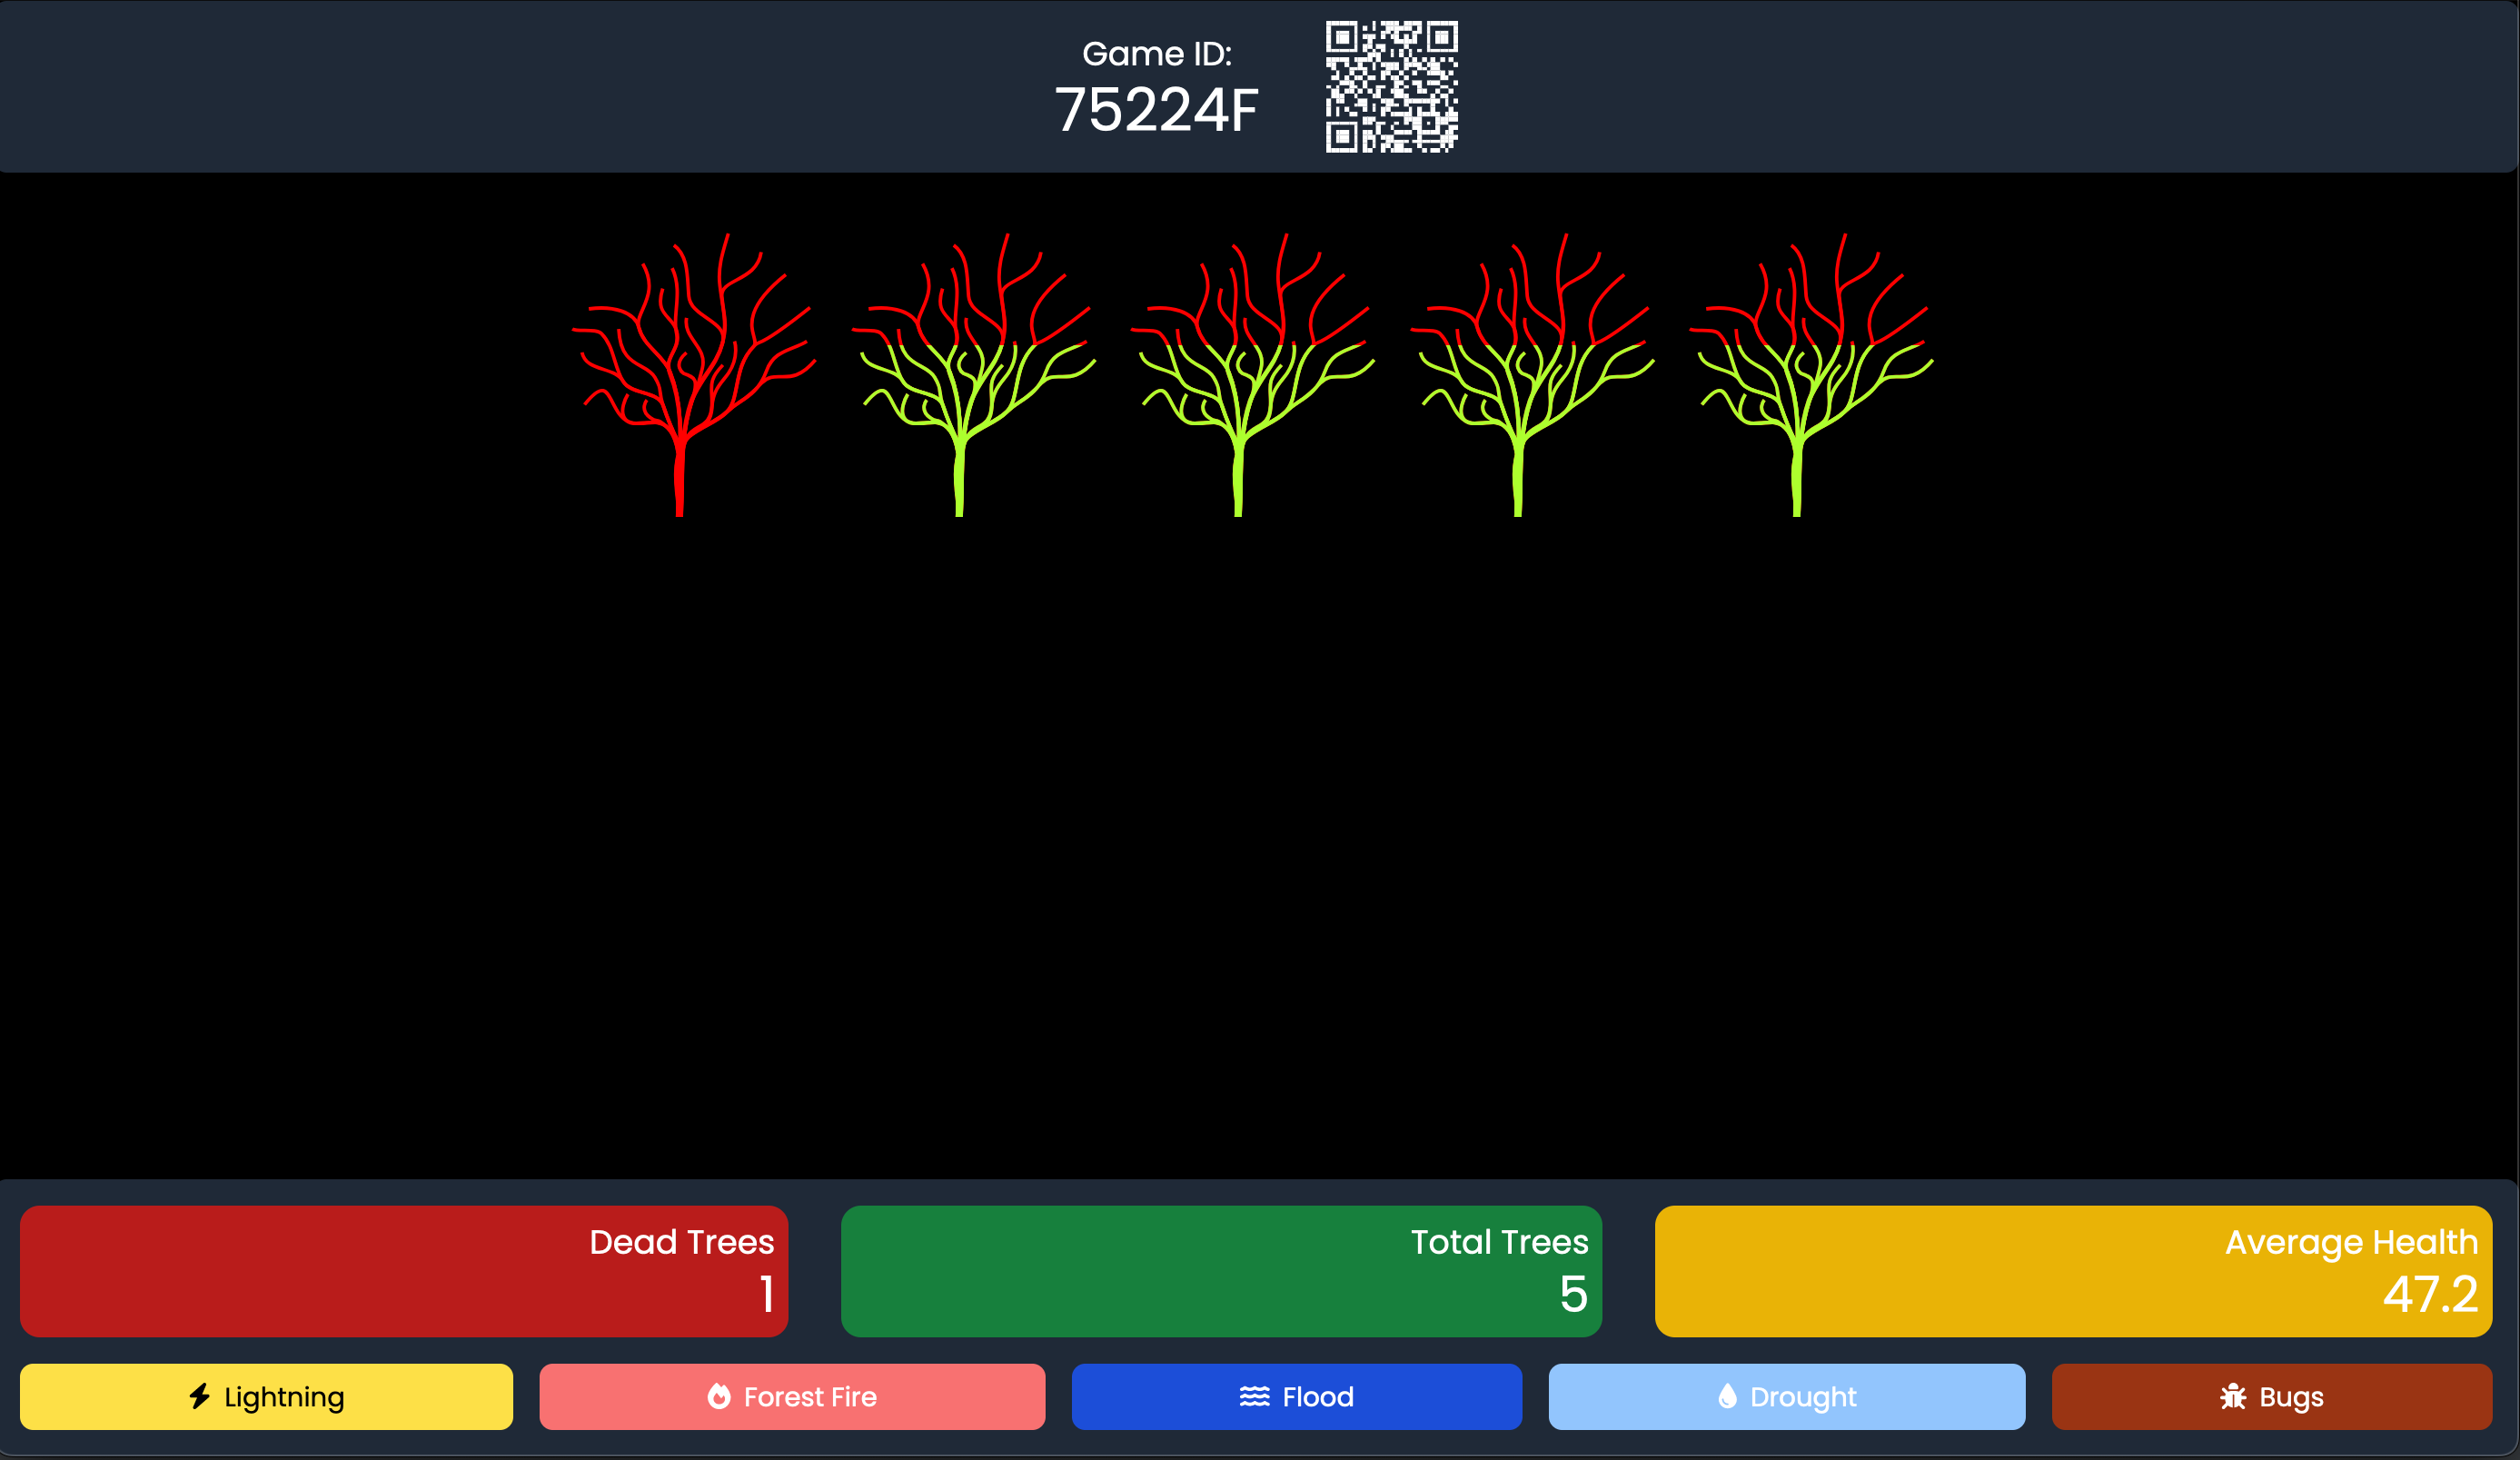 Game ID:
75224F
Dead Trees
1
Total Trees
5
Average Health
47.2
Lightning
Forest Fire
Flood
Drought
Bugs